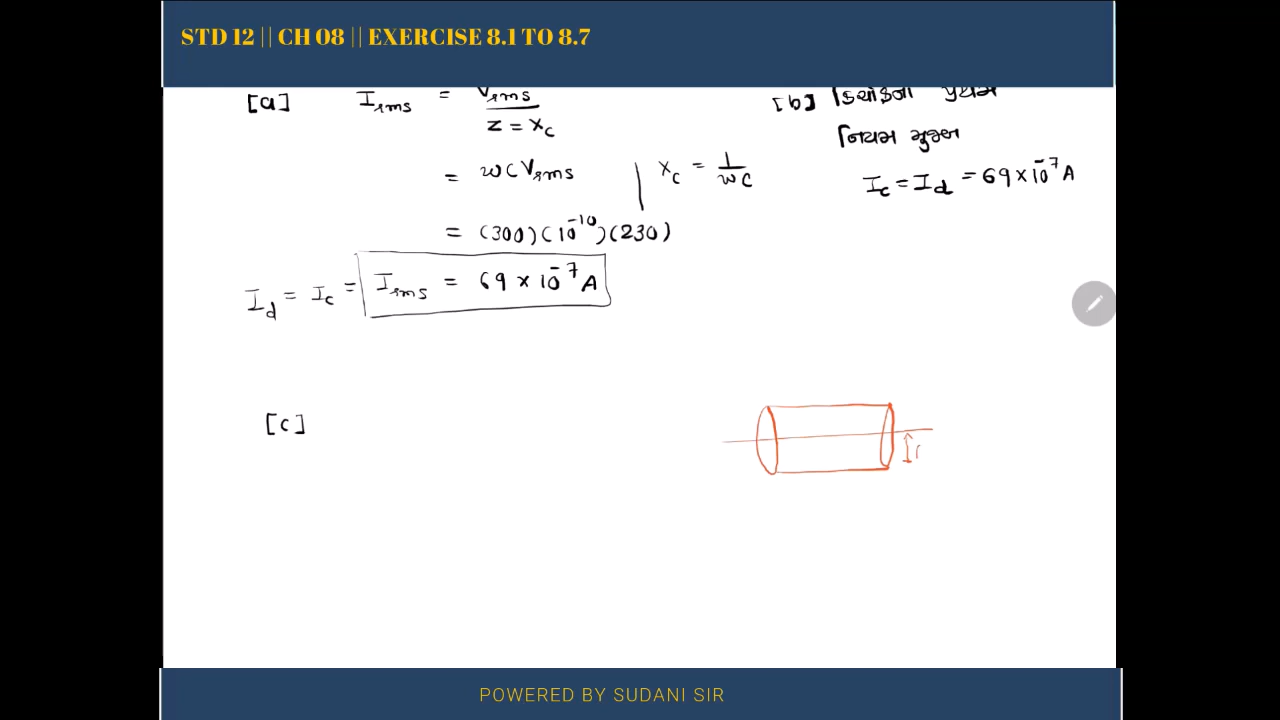 STD 12 || CH 08 || EXERCISE 8.1 TO 8.7
[a] Irms = Vrms / Z = Xc
= ωCVrms | Xc = 1/ωC
= (300)(10⁻¹⁰)(230)
Id = Ic = Irms = 69 × 10⁻⁷ A
[b] પ્રથમ
નિયમ મુજબ
Ic = Id = 69 × 10⁻⁷ A
[c]
POWERED BY SUDANI SIR